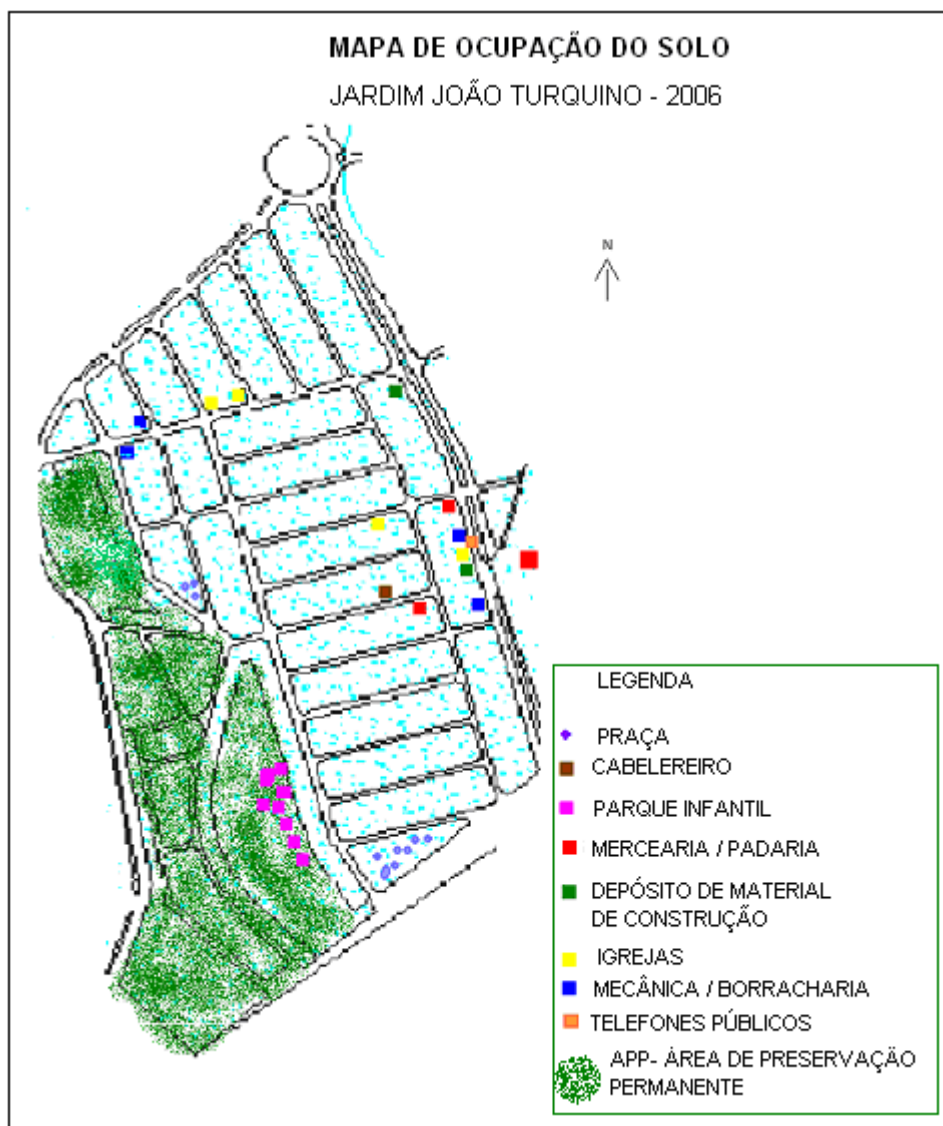 MAPA DE OCUPAÇÃO DO SOLO
JARDIM JOÃO TURQUINO - 2006
N
LEGENDA
PRAÇA
CABELEREIRO
PARQUE INFANTIL
MERCEARIA / PADARIA
DEPÓSITO DE MATERIAL
DE CONSTRUÇÃO
IGREJAS
MECÂNICA / BORRACHARIA
TELEFONES PÚBLICOS
APP- ÁREA DE PRESERVAÇÃO
PERMANENTE